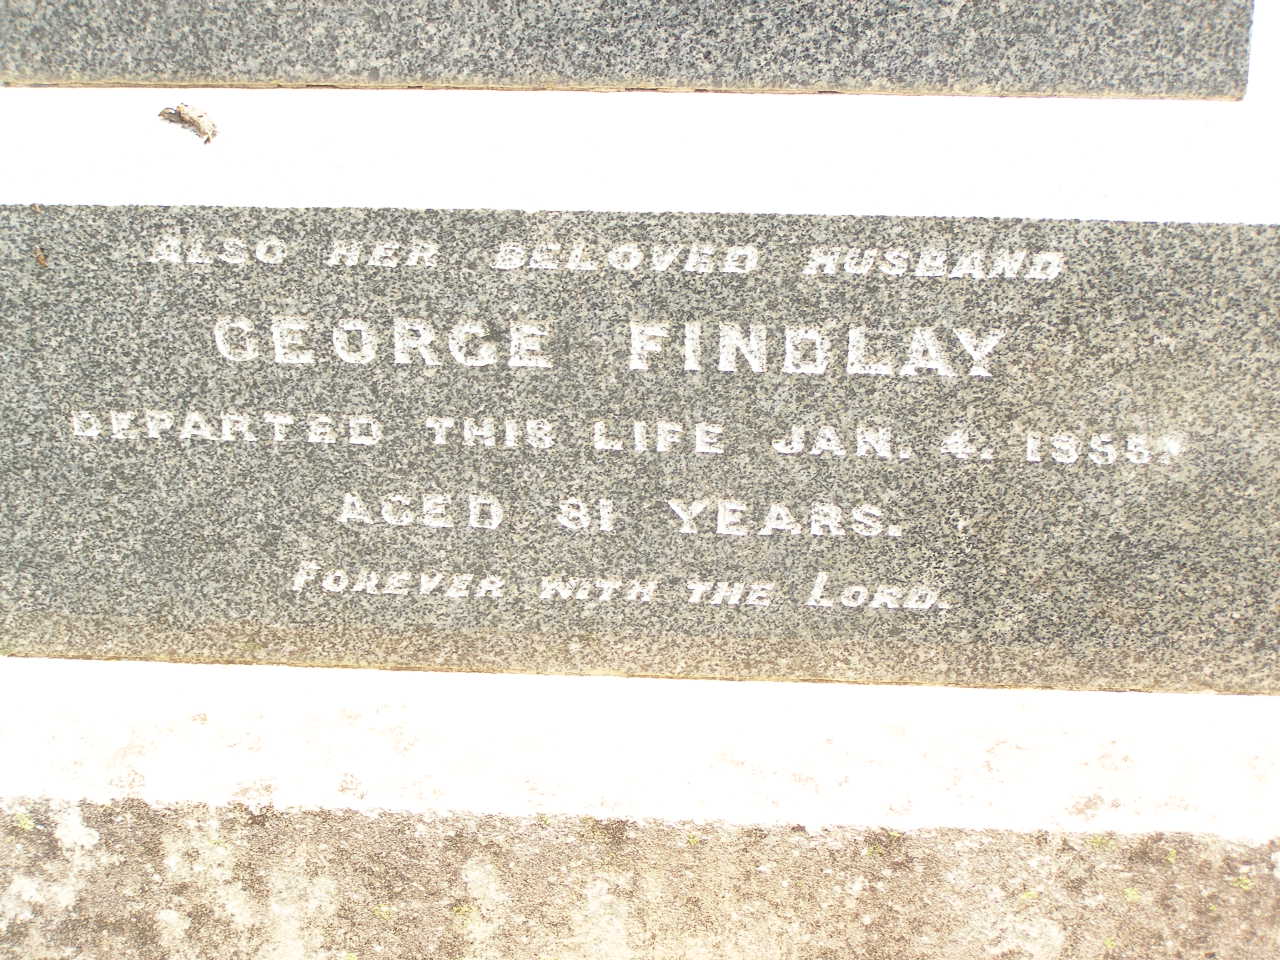 ALSO HER BELOVED HUSBAND
GEORGE FINDLAY
DEPARTED THIS LIFE JAN. 4. 1955,
AGED 81 YEARS.
FOREVER WITH THE LORD.